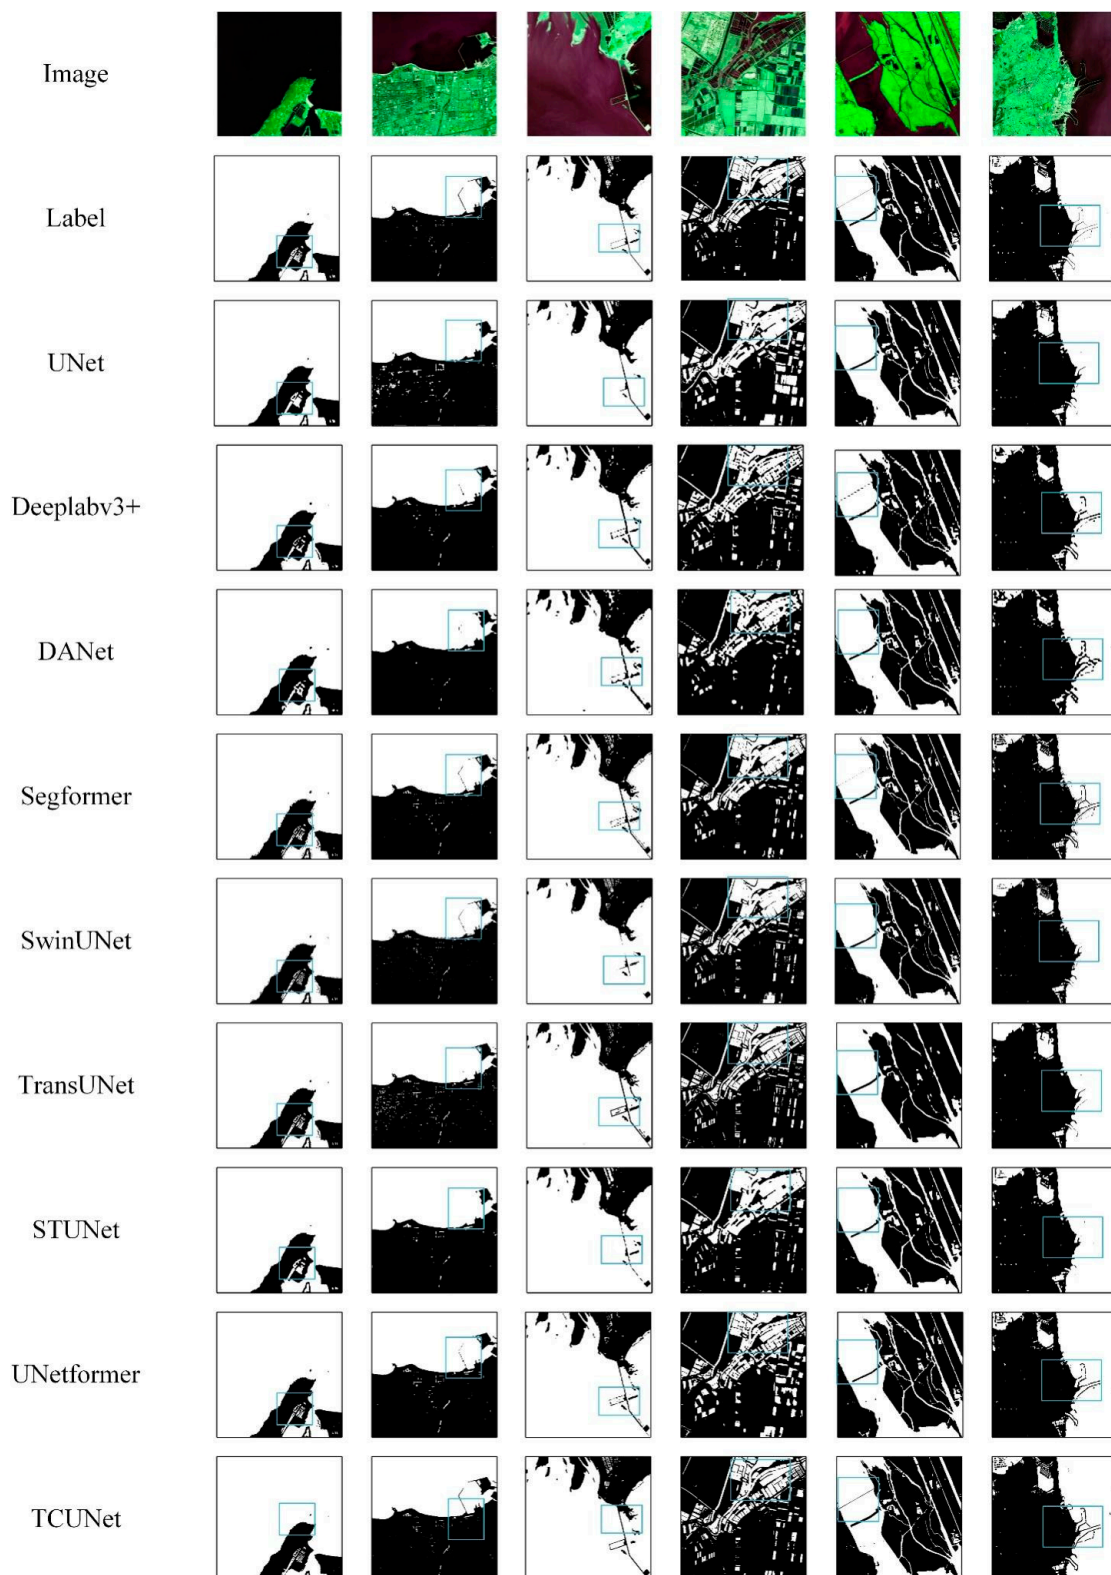 Image
Label
UNet
Deeplabv3+
DANet
Segformer
SwinUNet
TransUNet
STUNet
UNetformer
TCUNet